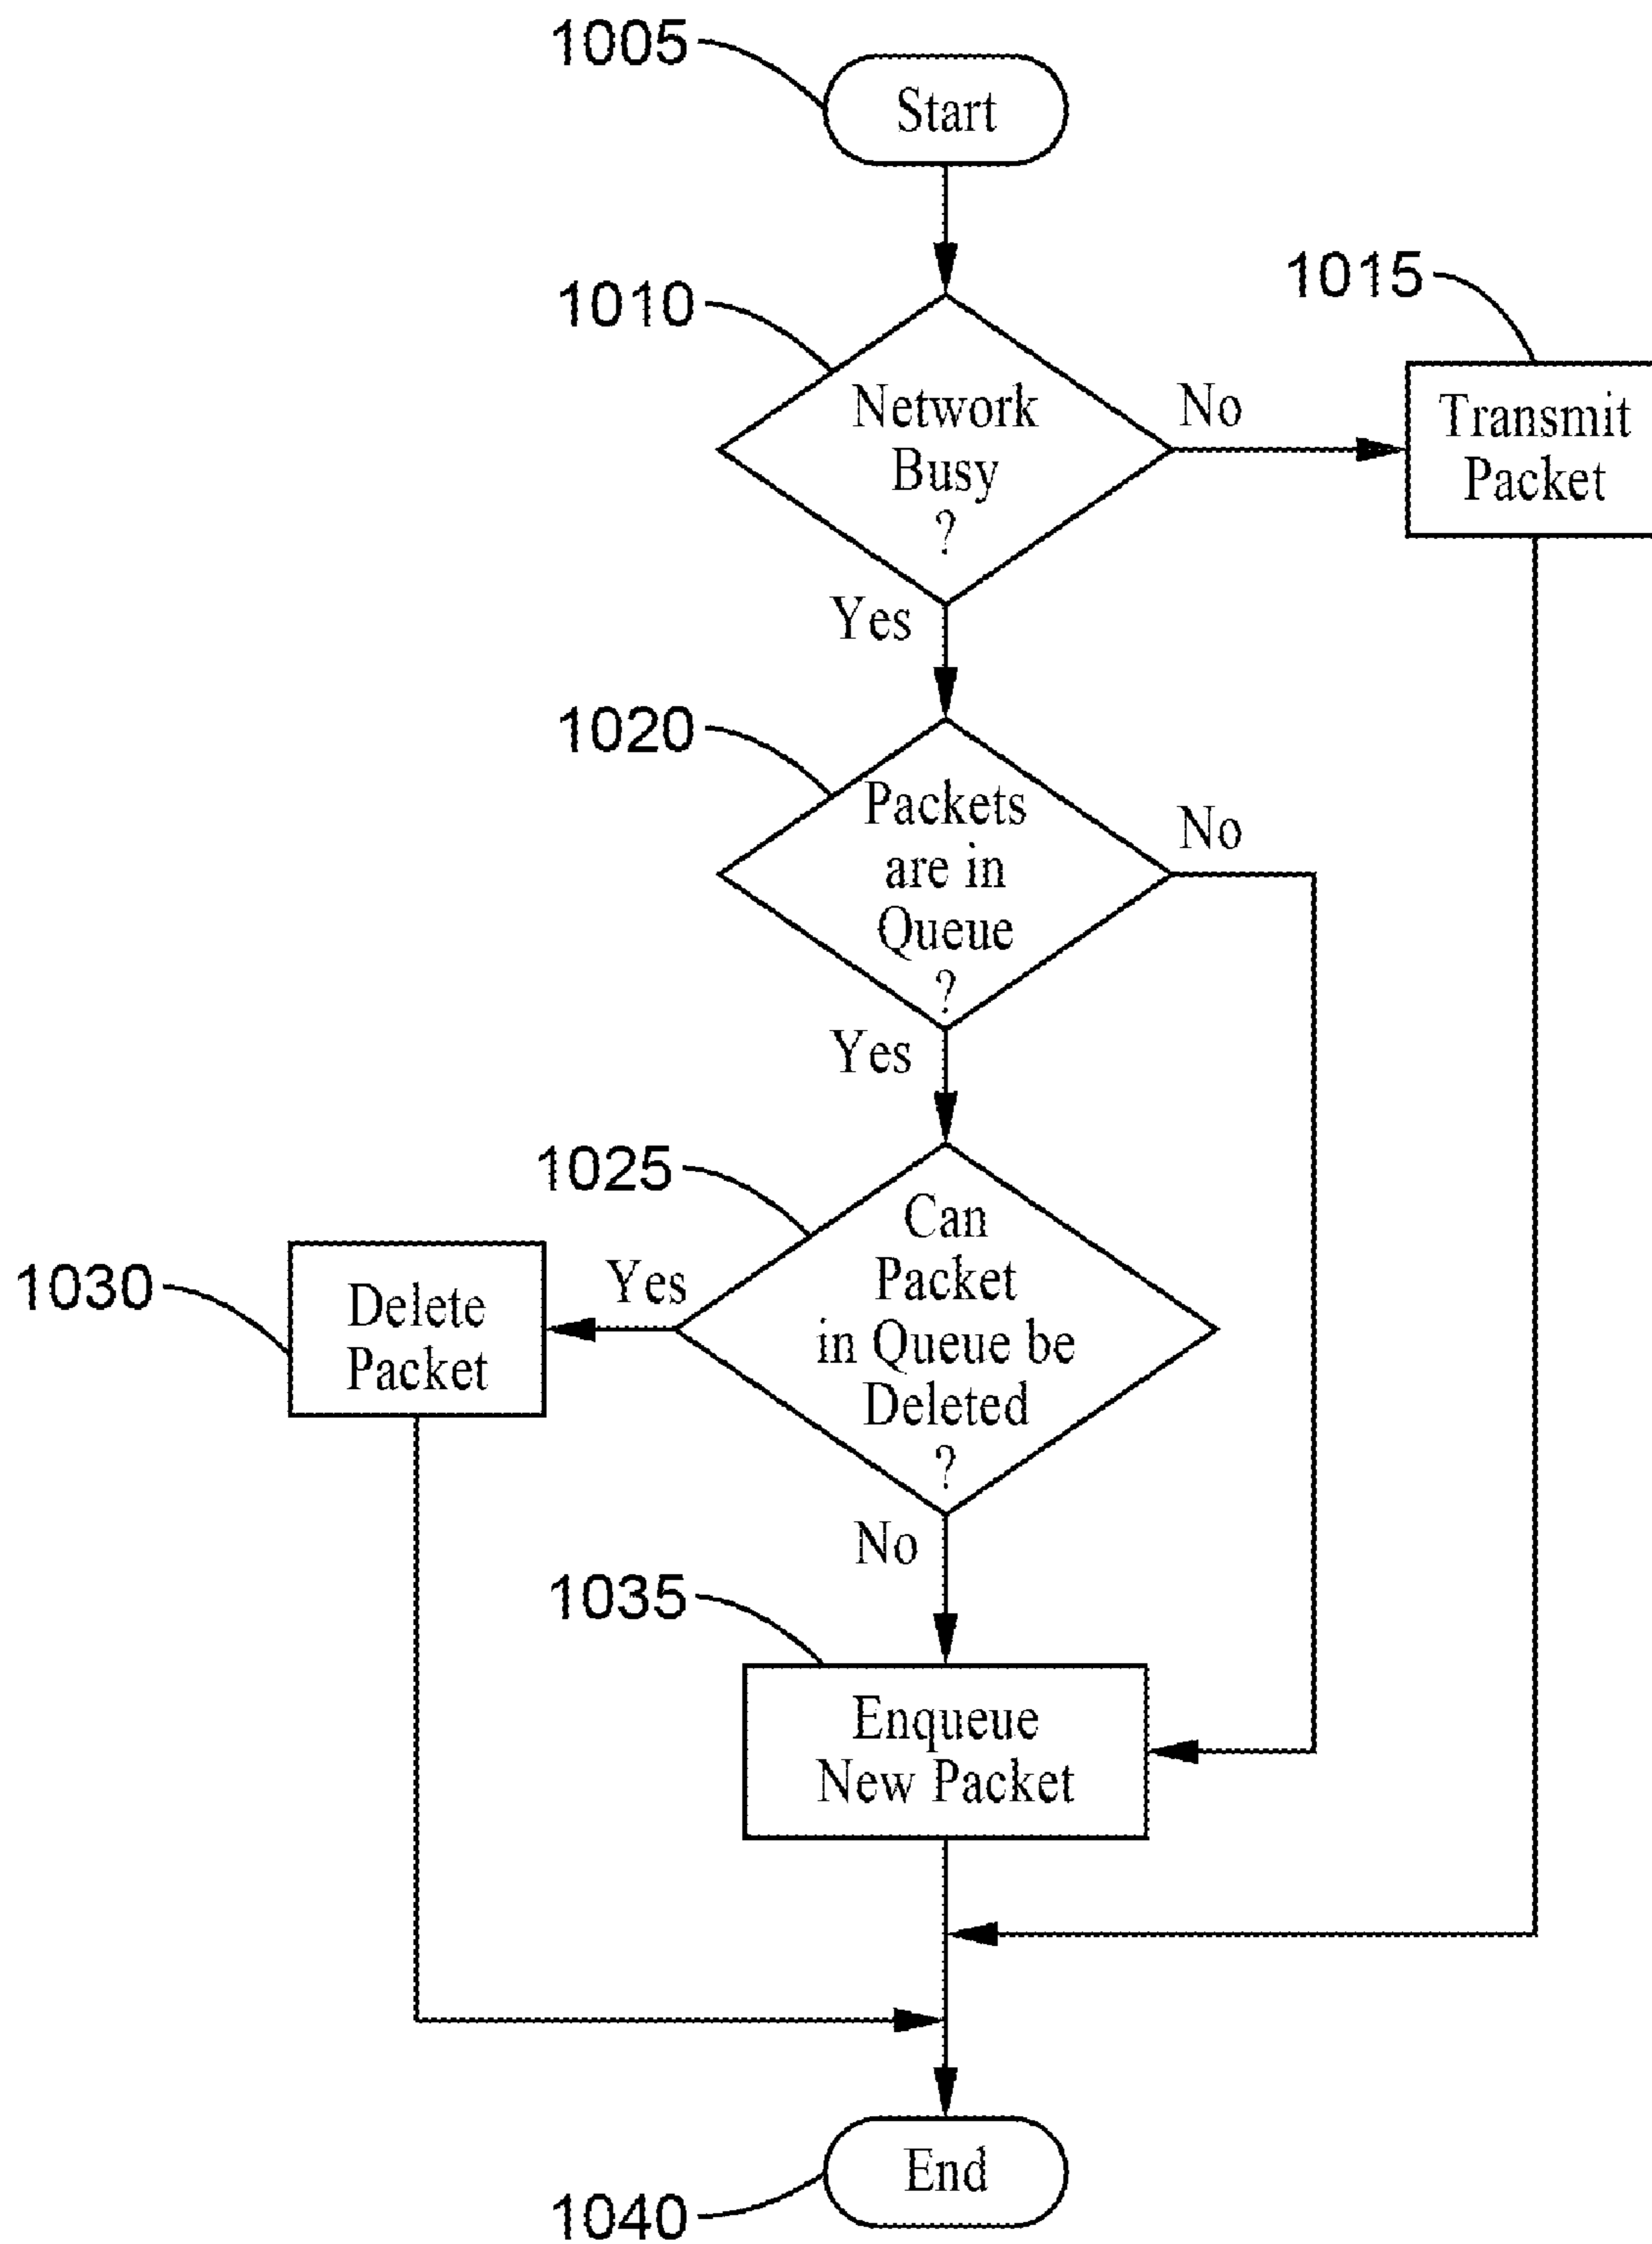 1005
Start
1010
Network
Busy
?
No
1015
Transmit
Packet
Yes
1020
Packets
are in
Queue
?
No
Yes
1025
Can
Packet
in Queue be
Deleted
?
Yes
1030
Delete
Packet
No
1035
Enqueue
New Packet
End
1040